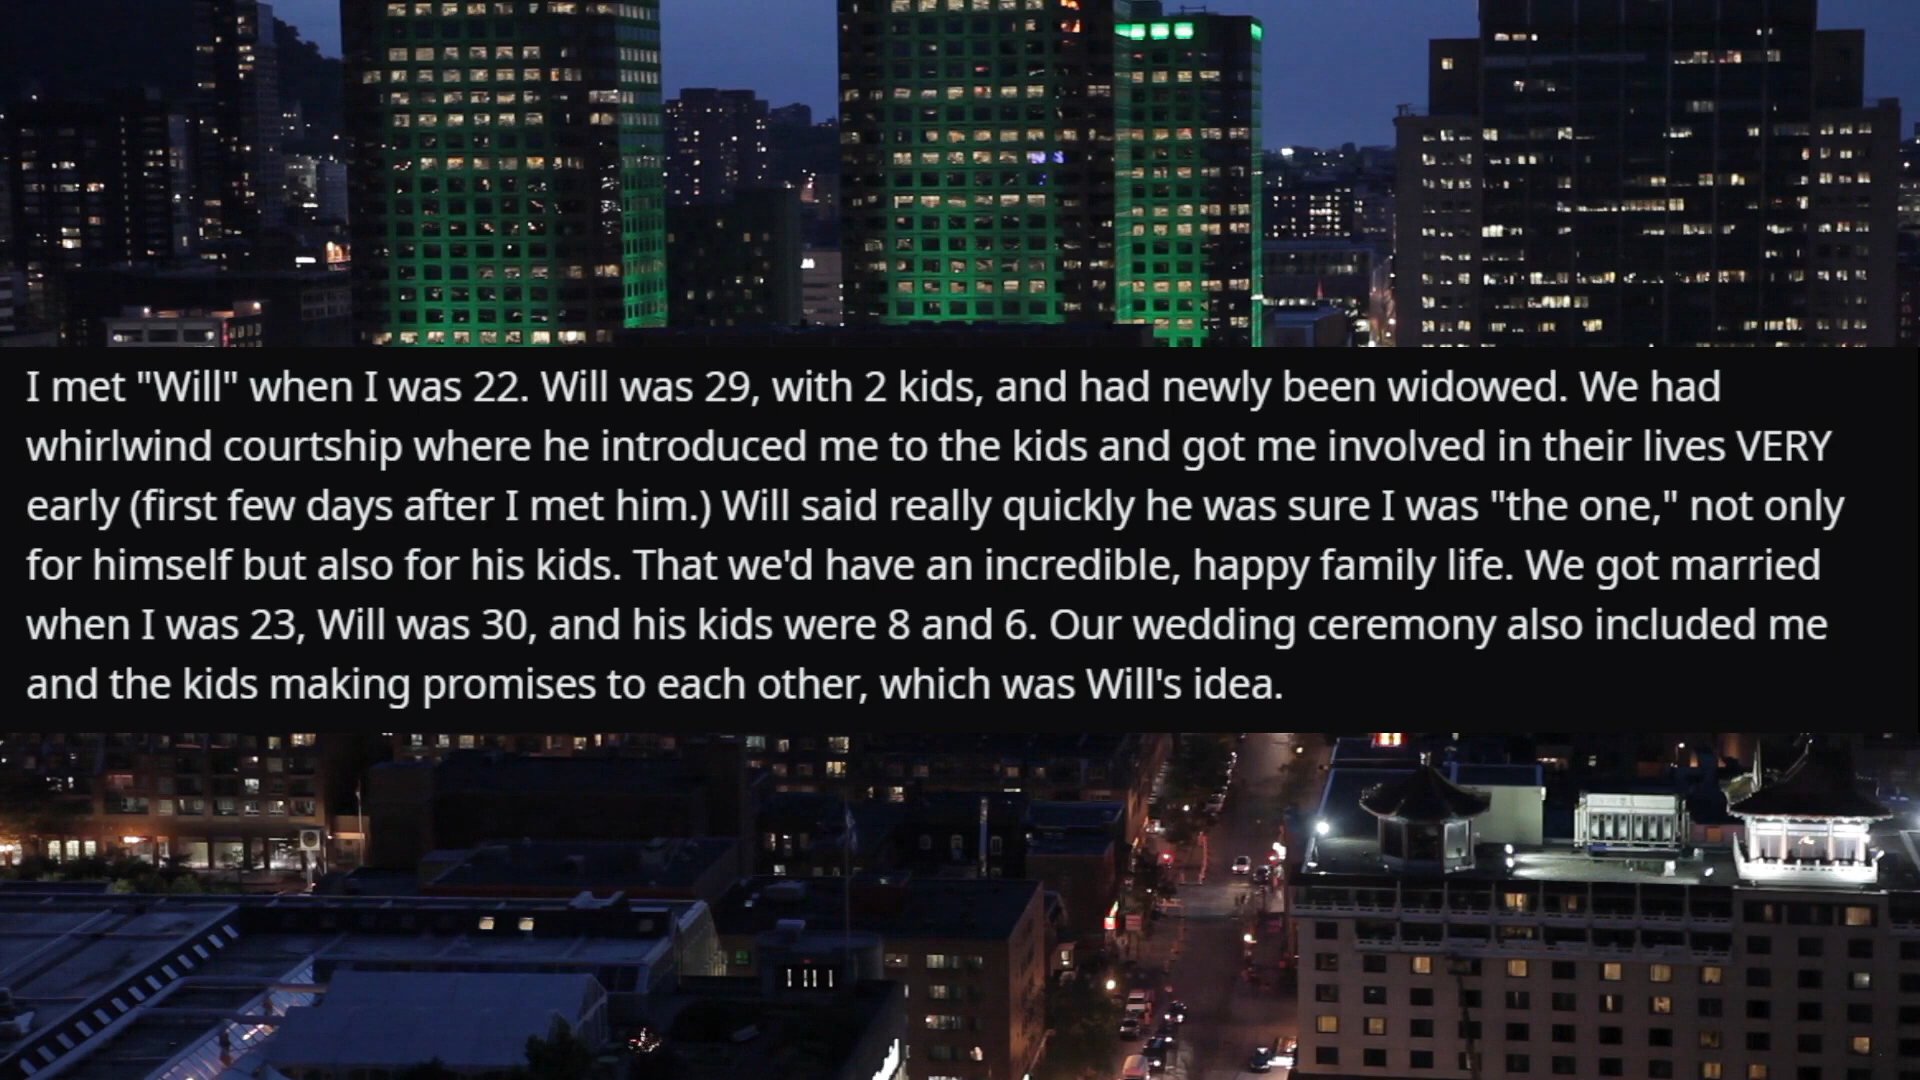 I met "Will" when I was 22. Will was 29, with 2 kids, and had newly been widowed. We had
whirlwind courtship where he introduced me to the kids and got me involved in their lives VERY
early (first few days after I met him.) Will said really quickly he was sure I was "the one," not only
for himself but also for his kids. That we'd have an incredible, happy family life. We got married
when I was 23, Will was 30, and his kids were 8 and 6. Our wedding ceremony also included me
and the kids making promises to each other, which was Will's idea.